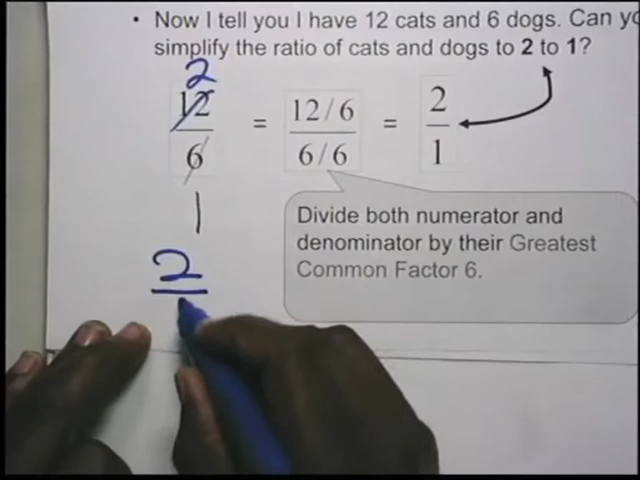 • Now I tell you I have 12 cats and 6 dogs. Can
simplify the ratio of cats and dogs to 2 to 1?
2
12/6 = 12/6 / 6/6 = 2/1
1
Divide both numerator and
denominator by their Greatest
Common Factor 6.
2